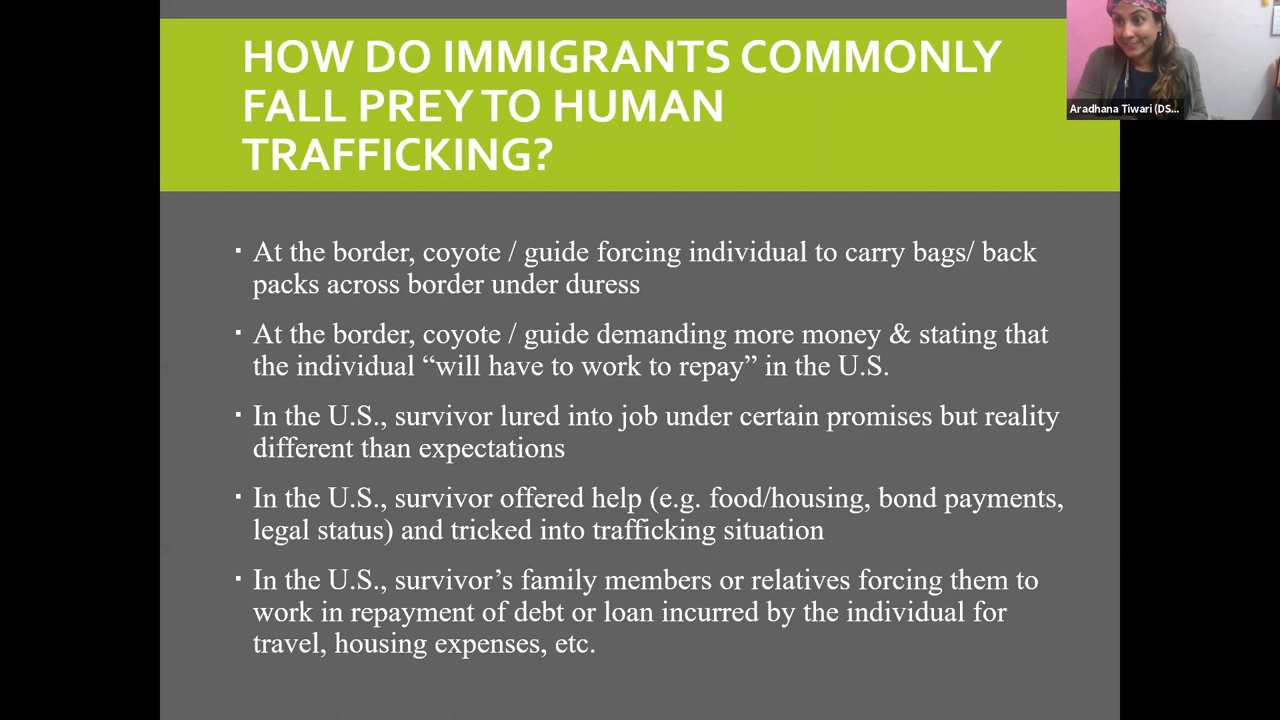 HOW DO IMMIGRANTS COMMONLY
FALL PREY TO HUMAN
TRAFFICKING?
Aradhana Tiwari (DS...
▪ At the border, coyote / guide forcing individual to carry bags/ back
packs across border under duress
▪ At the border, coyote / guide demanding more money & stating that
the individual “will have to work to repay” in the U.S.
▪ In the U.S., survivor lured into job under certain promises but reality
different than expectations
▪ In the U.S., survivor offered help (e.g. food/housing, bond payments,
legal status) and tricked into trafficking situation
▪ In the U.S., survivor’s family members or relatives forcing them to
work in repayment of debt or loan incurred by the individual for
travel, housing expenses, etc.